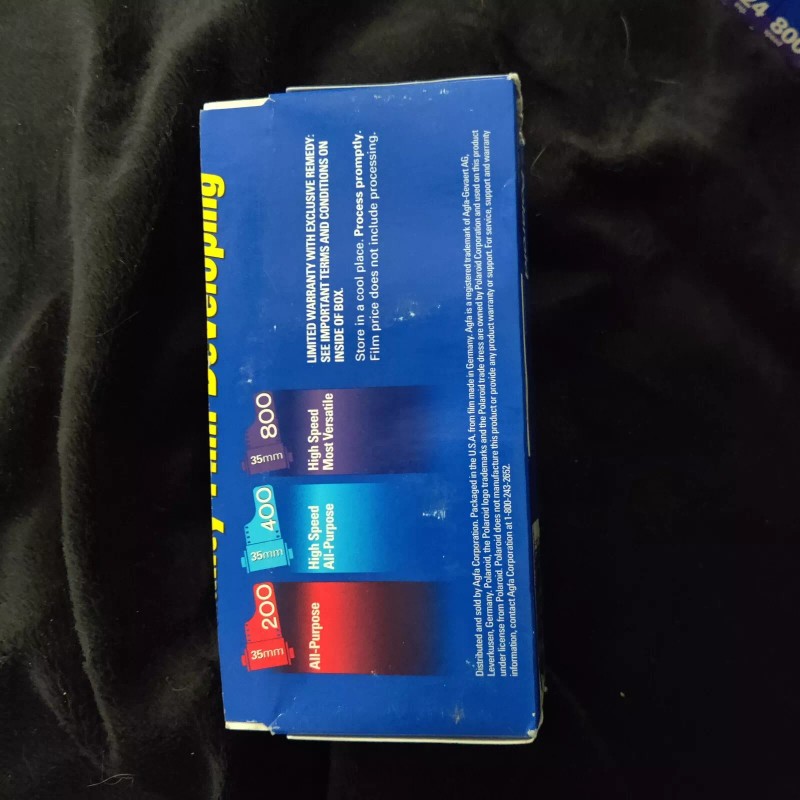 Developing
LIMITED WARRANTY WITH EXCLUSIVE REMEDY:
SEE IMPORTANT TERMS AND CONDITIONS ON
INSIDE OF BOX.
Store in a cool place. Process promptly.
Film price does not include processing.
35mm 200
All-Purpose
35mm 400
High Speed
All-Purpose
35mm 800
High Speed
Most Versatile
Distributed and sold by Agfa Corporation. Packaged in the U.S.A. from film made in Germany. Agfa is a registered trademark of Agfa-Gevaert AG,
Leverkusen, Germany. Polaroid, the Polaroid logo trademarks and the Polaroid trade dress are owned by Polaroid Corporation and used on this product
under license from Polaroid. Polaroid does not manufacture this product or provide any product warranty or support. For service, support and warranty
information, contact Agfa Corporation at 1-800-243-2652.
24 800